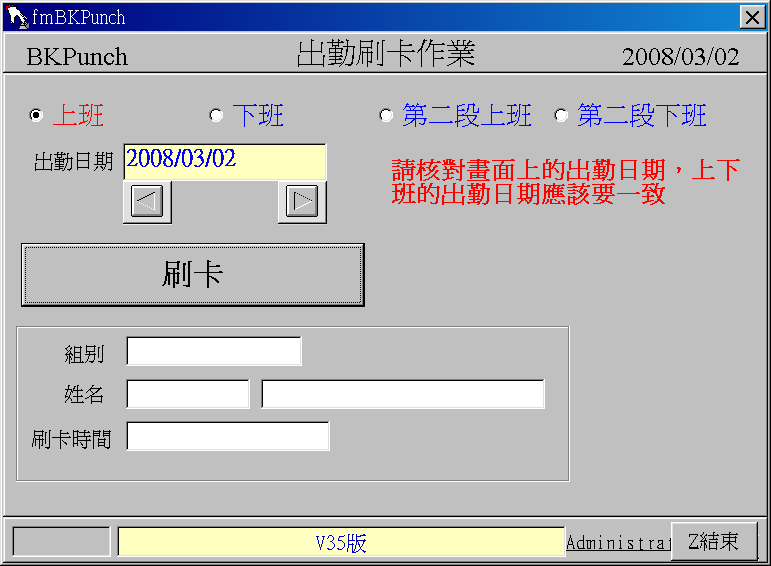 fmBKPunch
BKPunch 出勤刷卡作業 2008/03/02
上班 下班 第二段上班 第二段下班
出勤日期 2008/03/02
請核對畫面上的出勤日期，上下
班的出勤日期應該要一致
刷卡
組別
姓名
刷卡時間
V35版 Administrat Z結束